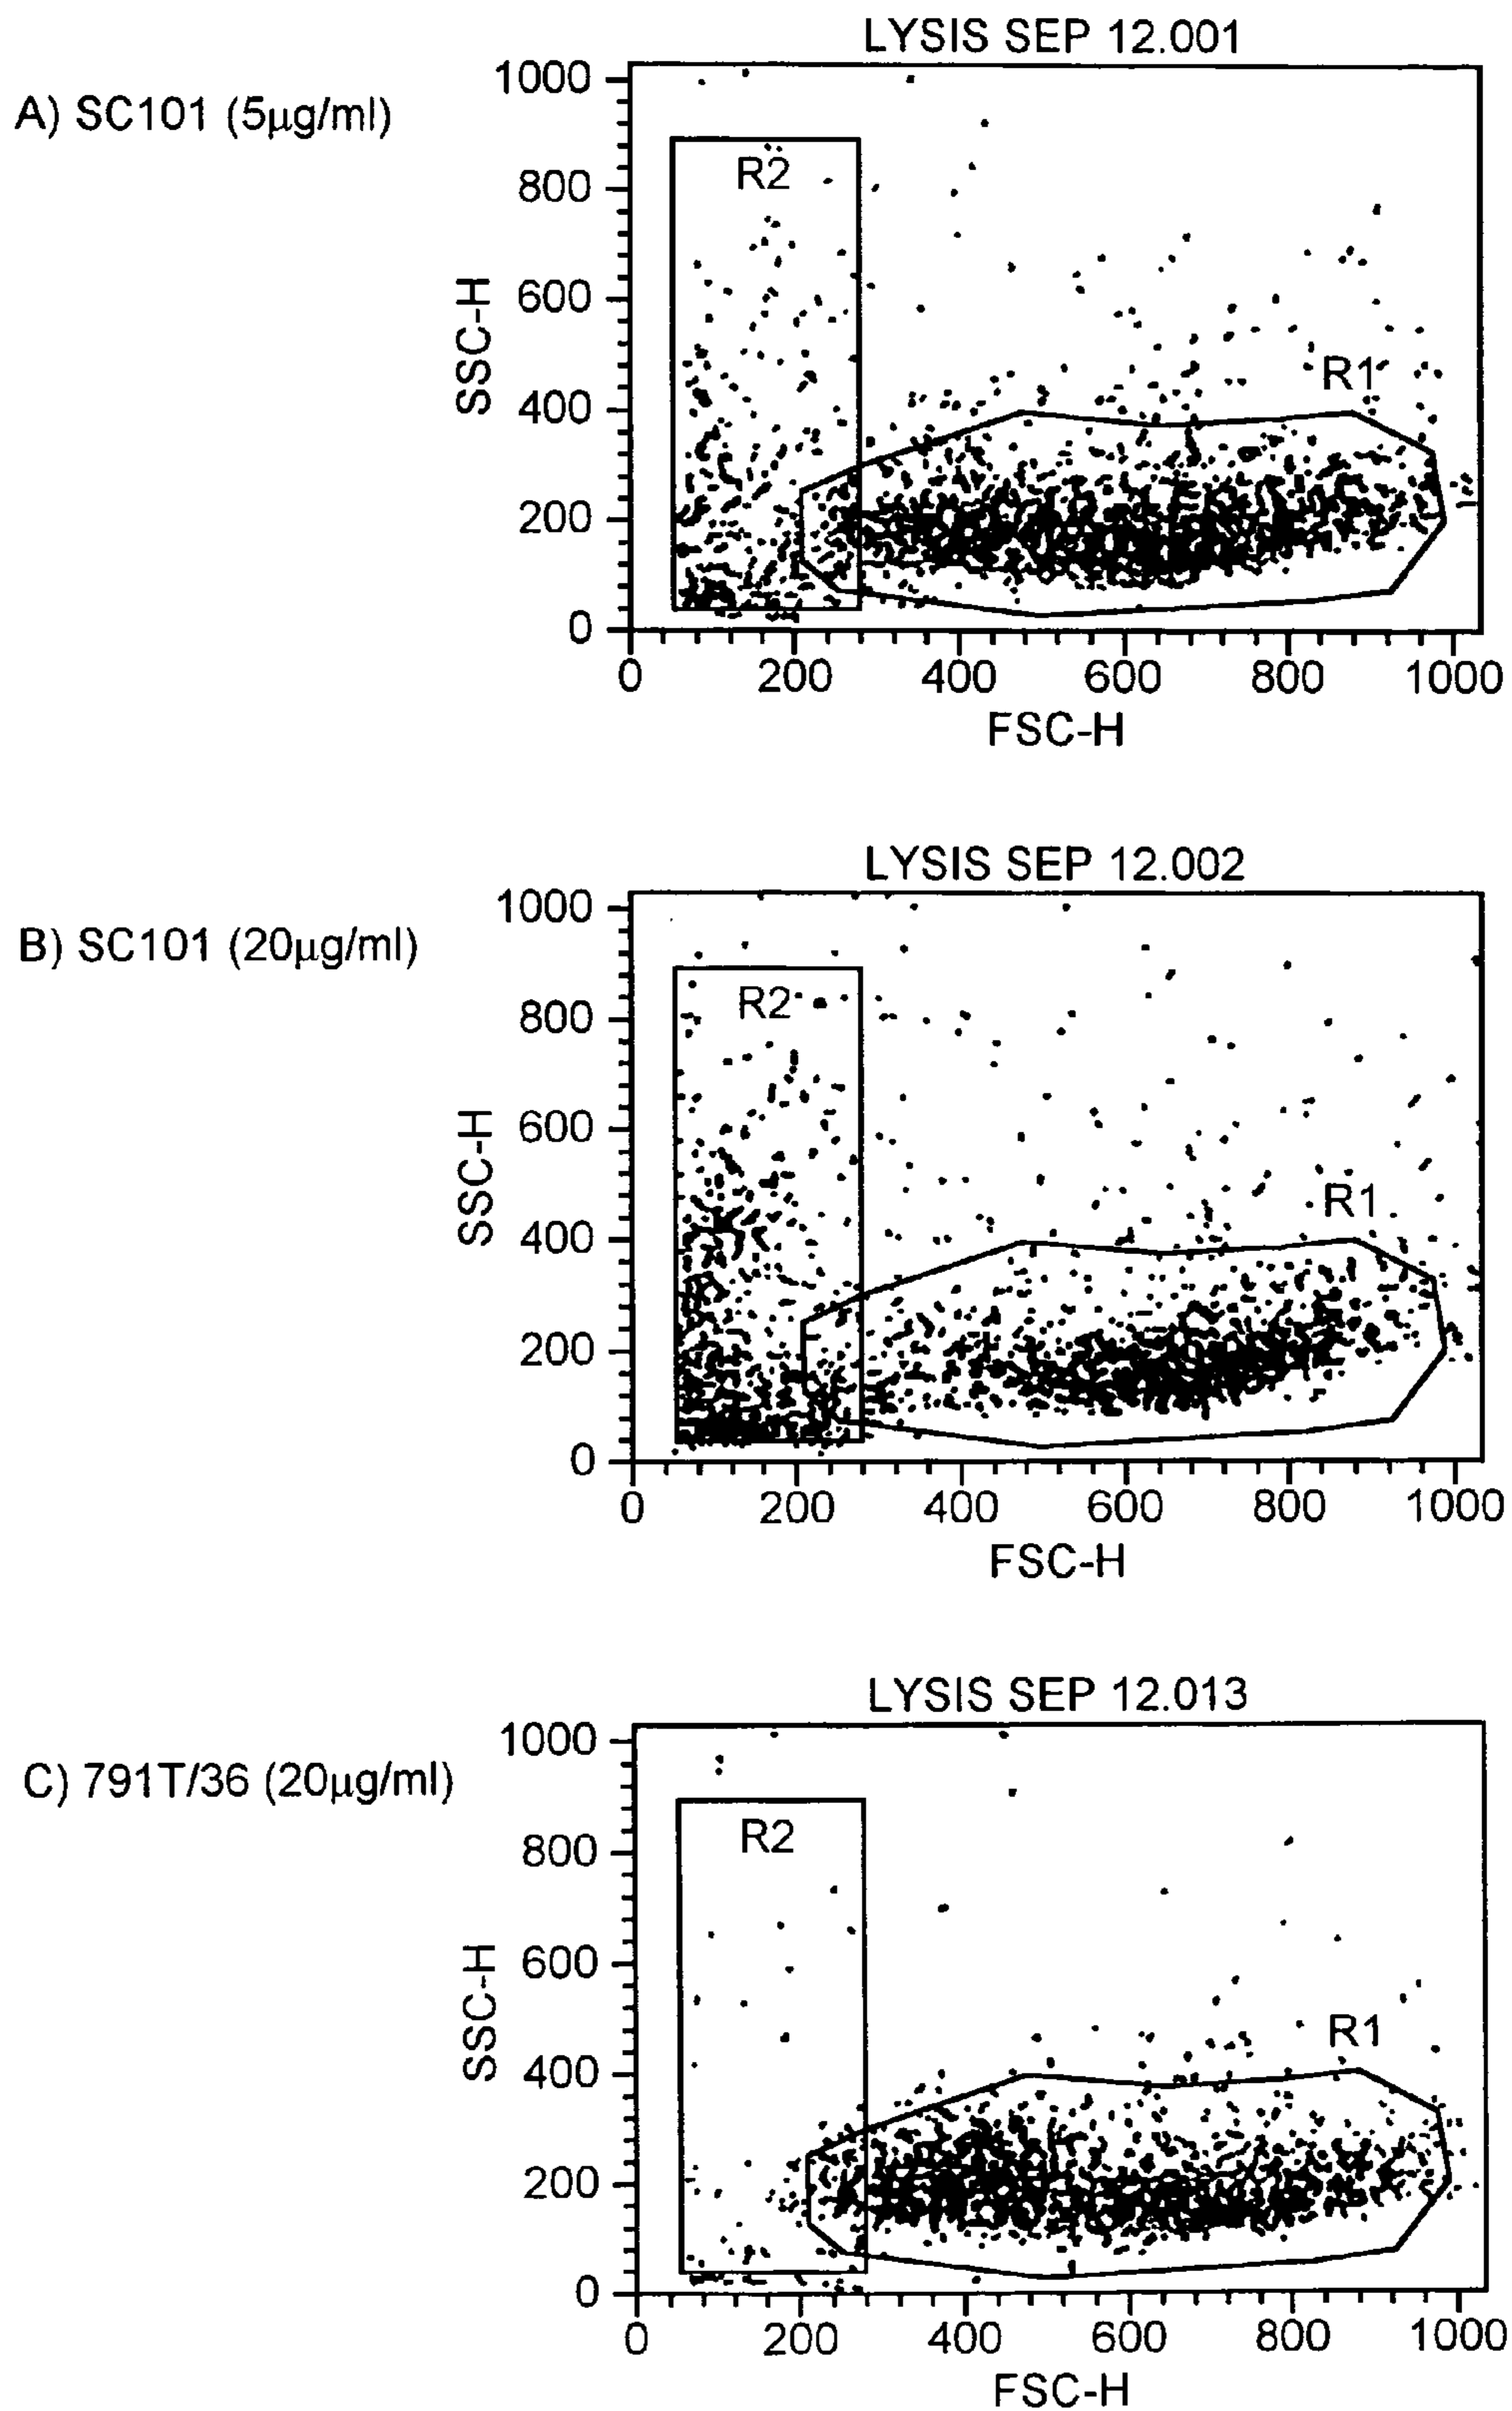 LYSIS SEP 12.001
A) SC101 (5µg/ml)
1000
800
600
400
200
0
SSC-H
R2
R1
0 200 400 600 800 1000
FSC-H
LYSIS SEP 12.002
B) SC101 (20µg/ml)
1000
800
600
400
200
0
SSC-H
R2
R1
0 200 400 600 800 1000
FSC-H
LYSIS SEP 12.013
C) 791T/36 (20µg/ml)
1000
800
600
400
200
0
SSC-H
R2
R1
0 200 400 600 800 1000
FSC-H